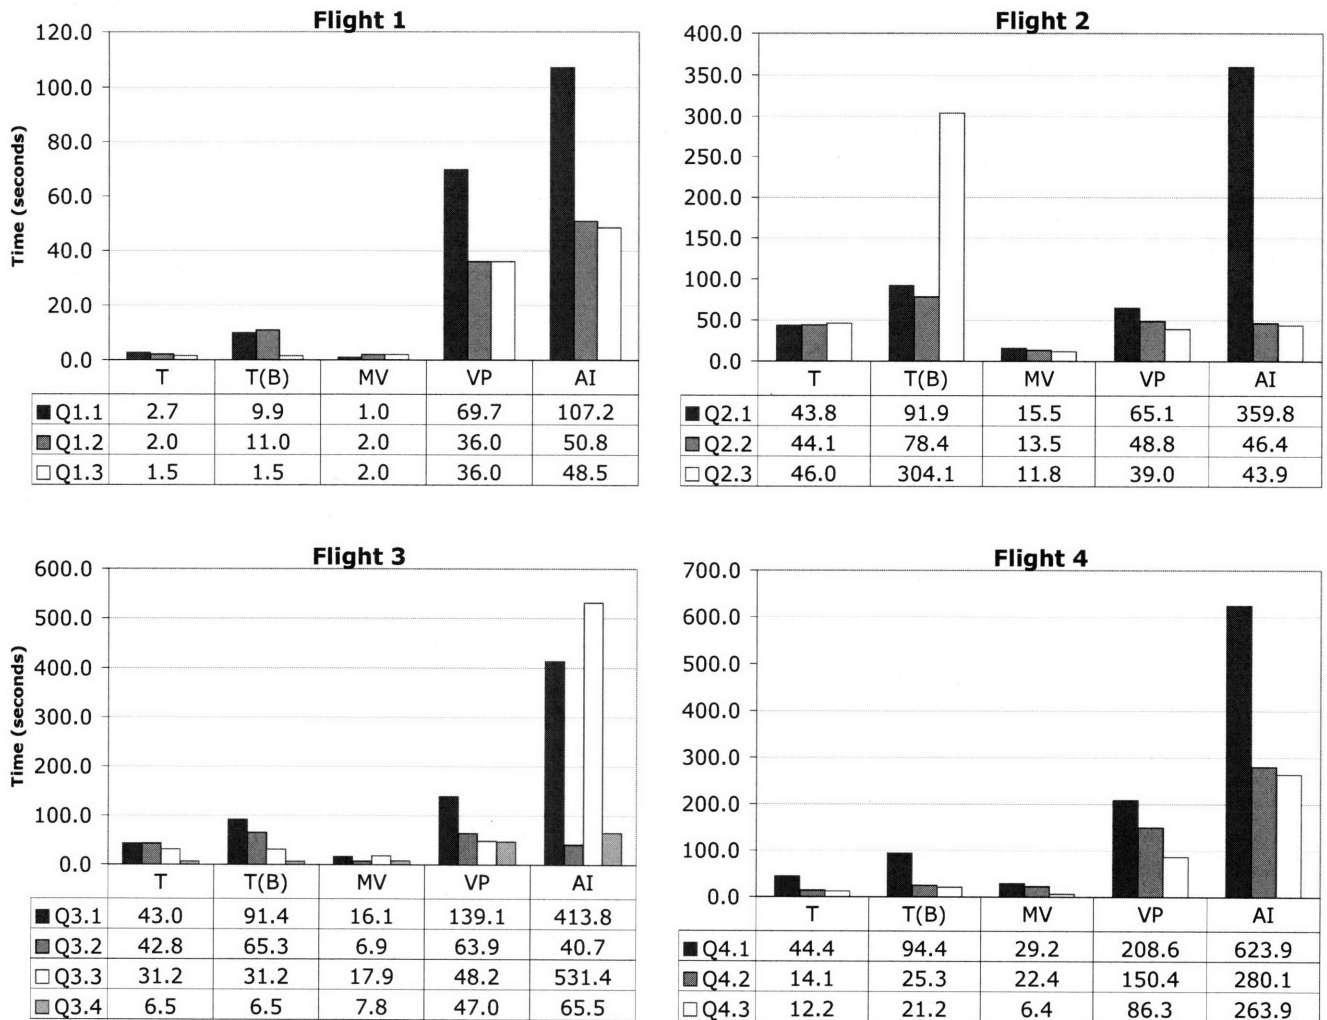 Flight 1
120.0
100.0
80.0
60.0
40.0
20.0
0.0
Time (seconds)
T T(B) MV VP AI
Q1.1 2.7 9.9 1.0 69.7 107.2
Q1.2 2.0 11.0 2.0 36.0 50.8
Q1.3 1.5 1.5 2.0 36.0 48.5
Flight 2
400.0
350.0
300.0
250.0
200.0
150.0
100.0
50.0
0.0
T T(B) MV VP AI
Q2.1 43.8 91.9 15.5 65.1 359.8
Q2.2 44.1 78.4 13.5 48.8 46.4
Q2.3 46.0 304.1 11.8 39.0 43.9
Flight 3
600.0
500.0
400.0
300.0
200.0
100.0
0.0
Time (seconds)
T T(B) MV VP AI
Q3.1 43.0 91.4 16.1 139.1 413.8
Q3.2 42.8 65.3 6.9 63.9 40.7
Q3.3 31.2 31.2 17.9 48.2 531.4
Q3.4 6.5 6.5 7.8 47.0 65.5
Flight 4
700.0
600.0
500.0
400.0
300.0
200.0
100.0
0.0
T T(B) MV VP AI
Q4.1 44.4 94.4 29.2 208.6 623.9
Q4.2 14.1 25.3 22.4 150.4 280.1
Q4.3 12.2 21.2 6.4 86.3 263.9